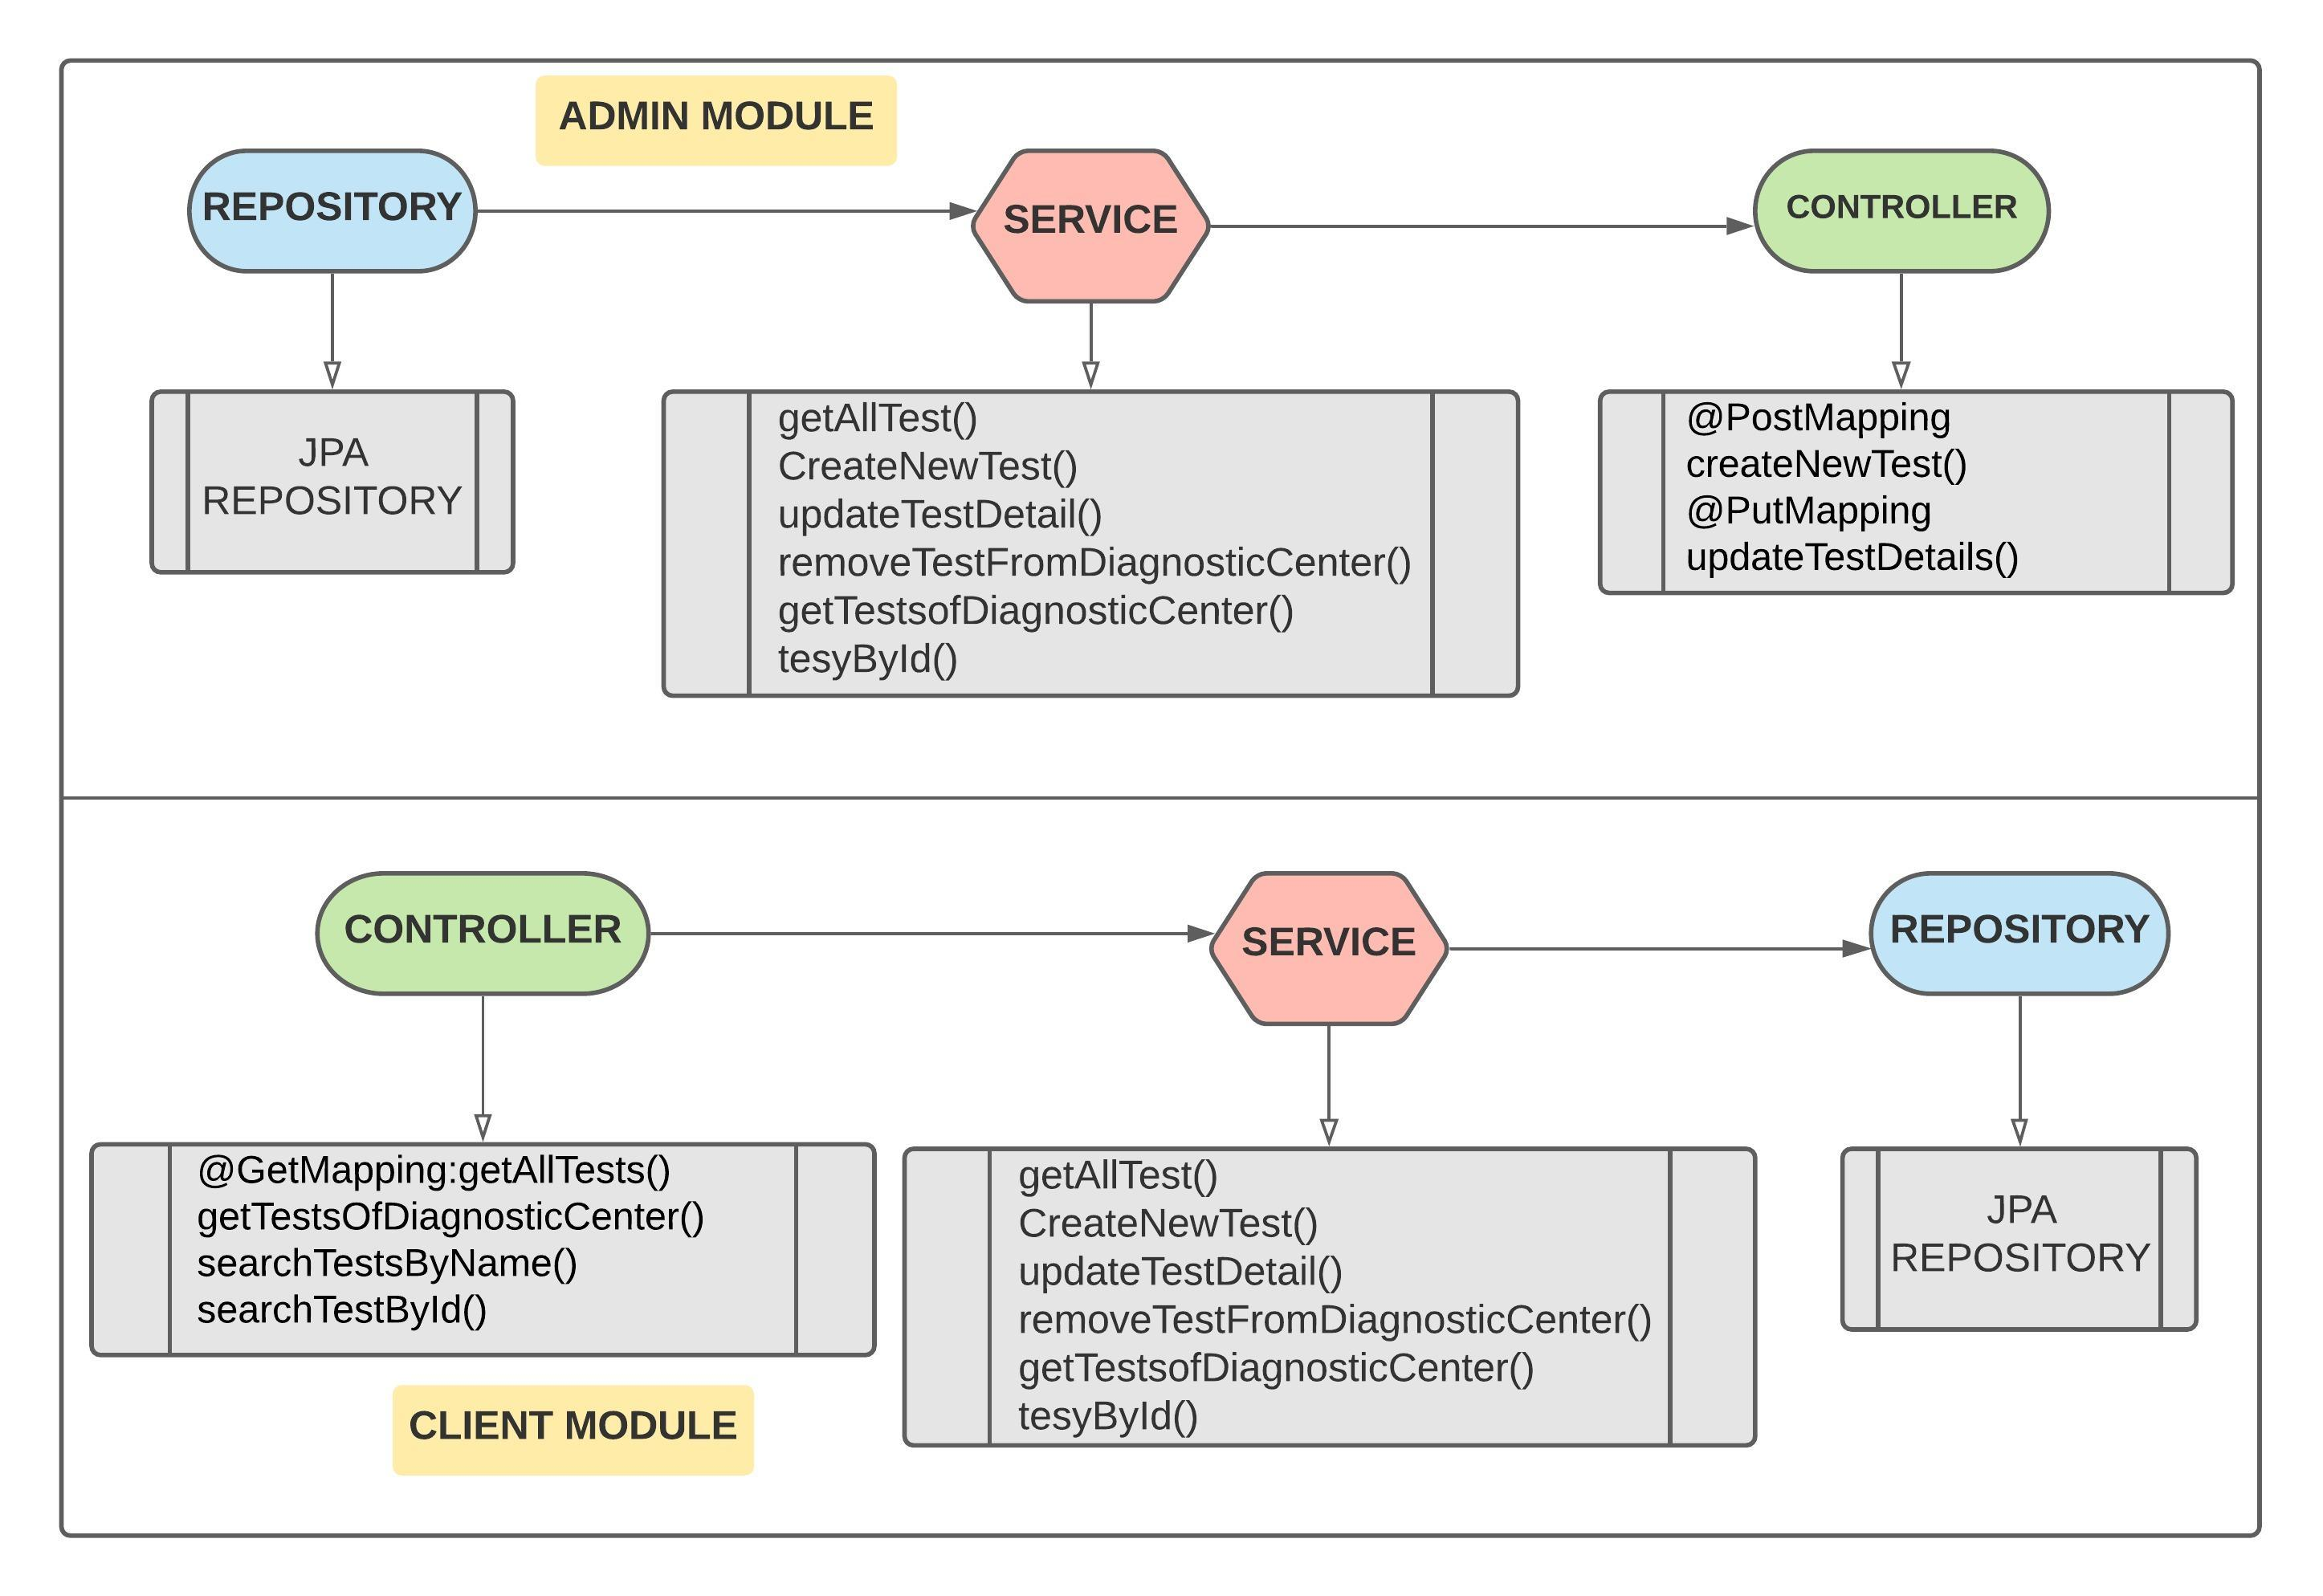 ADMIN MODULE
REPOSITORY
SERVICE
CONTROLLER
JPA
REPOSITORY
getAllTest()
CreateNewTest()
updateTestDetail()
removeTestFromDiagnosticCenter()
getTestsofDiagnosticCenter()
tesyById()
@PostMapping
createNewTest()
@PutMapping
updateTestDetails()
CONTROLLER
SERVICE
REPOSITORY
@GetMapping:getAllTests()
getTestsOfDiagnosticCenter()
searchTestsByName()
searchTestById()
getAllTest()
CreateNewTest()
updateTestDetail()
removeTestFromDiagnosticCenter()
getTestsofDiagnosticCenter()
tesyById()
JPA
REPOSITORY
CLIENT MODULE